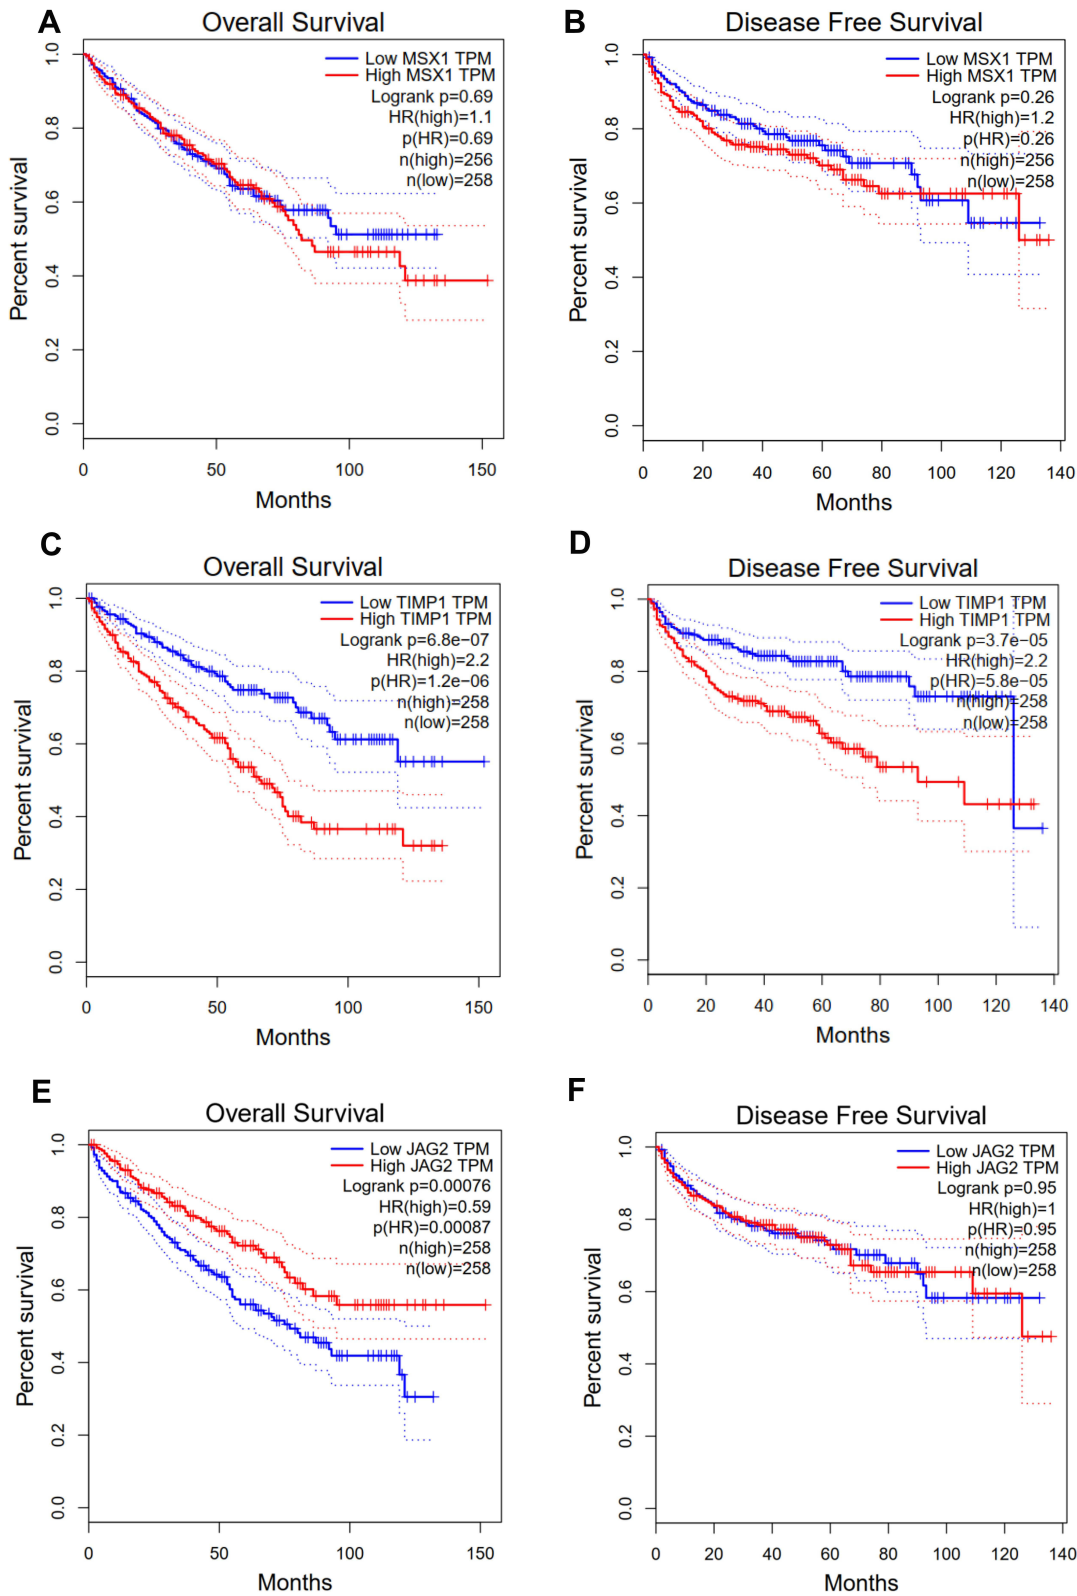 A
Overall Survival
Low MSX1 TPM
High MSX1 TPM
Logrank p=0.69
HR(high)=1.1
p(HR)=0.69
n(high)=256
n(low)=258
Percent survival
1.0
0.8
0.6
0.4
0.2
0.0
0 50 100 150
Months
B
Disease Free Survival
Low MSX1 TPM
High MSX1 TPM
Logrank p=0.26
HR(high)=1.2
p(HR)=0.26
n(high)=256
n(low)=258
Percent survival
1.0
0.8
0.6
0.4
0.2
0.0
0 20 40 60 80 100 120 140
Months
C
Overall Survival
Low TIMP1 TPM
High TIMP1 TPM
Logrank p=6.8e−07
HR(high)=2.2
p(HR)=1.2e−06
n(high)=258
n(low)=258
Percent survival
1.0
0.8
0.6
0.4
0.2
0.0
0 50 100 150
Months
D
Disease Free Survival
Low TIMP1 TPM
High TIMP1 TPM
Logrank p=3.7e−05
HR(high)=2.2
p(HR)=5.8e−05
n(high)=258
n(low)=258
Percent survival
1.0
0.8
0.6
0.4
0.2
0.0
0 20 40 60 80 100 120 140
Months
E
Overall Survival
Low JAG2 TPM
High JAG2 TPM
Logrank p=0.00076
HR(high)=0.59
p(HR)=0.00087
n(high)=258
n(low)=258
Percent survival
1.0
0.8
0.6
0.4
0.2
0.0
0 50 100 150
Months
F
Disease Free Survival
Low JAG2 TPM
High JAG2 TPM
Logrank p=0.95
HR(high)=1
p(HR)=0.95
n(high)=258
n(low)=258
Percent survival
1.0
0.8
0.6
0.4
0.2
0.0
0 20 40 60 80 100 120 140
Months